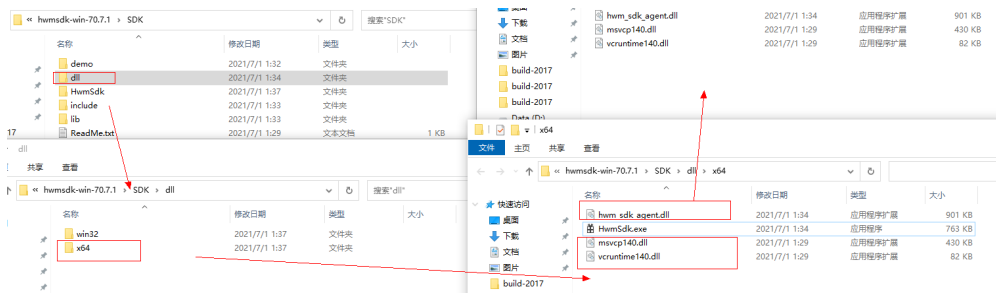 « hwmsdk-win-70.7.1 › SDK
搜索"SDK"
名称 修改日期 类型 大小
demo 2021/7/1 1:32 文件夹
dll 2021/7/1 1:34 文件夹
HwmSdk 2021/7/1 1:37 文件夹
include 2021/7/1 1:33 文件夹
lib 2021/7/1 1:33 文件夹
17
ReadMe.txt 2021/7/1 1:29 文本文档 1 KB
dll
共享 查看
« hwmsdk-win-70.7.1 › SDK › dll
搜索"dll"
名称 修改日期 类型 大小
win32 2021/7/1 1:37 文件夹
x64 2021/7/1 1:37 文件夹
下载
文档
图片
build-2017
build-2017
Data (D:)
hwm_sdk_agent.dll 2021/7/1 1:34 应用程序扩展 901 KB
msvcp140.dll 2021/7/1 1:29 应用程序扩展 430 KB
vcruntime140.dll 2021/7/1 1:29 应用程序扩展 82 KB
x64
文件 主页 共享 查看
« hwmsdk-win-70.7.1 › SDK › dll › x64
快速访问
桌面
下载
文档
图片
build-2017
名称 修改日期 类型 大小
hwm_sdk_agent.dll 2021/7/1 1:34 应用程序扩展 901 KB
HwmSdk.exe 2021/7/1 1:34 应用程序 763 KB
msvcp140.dll 2021/7/1 1:29 应用程序扩展 430 KB
vcruntime140.dll 2021/7/1 1:29 应用程序扩展 82 KB